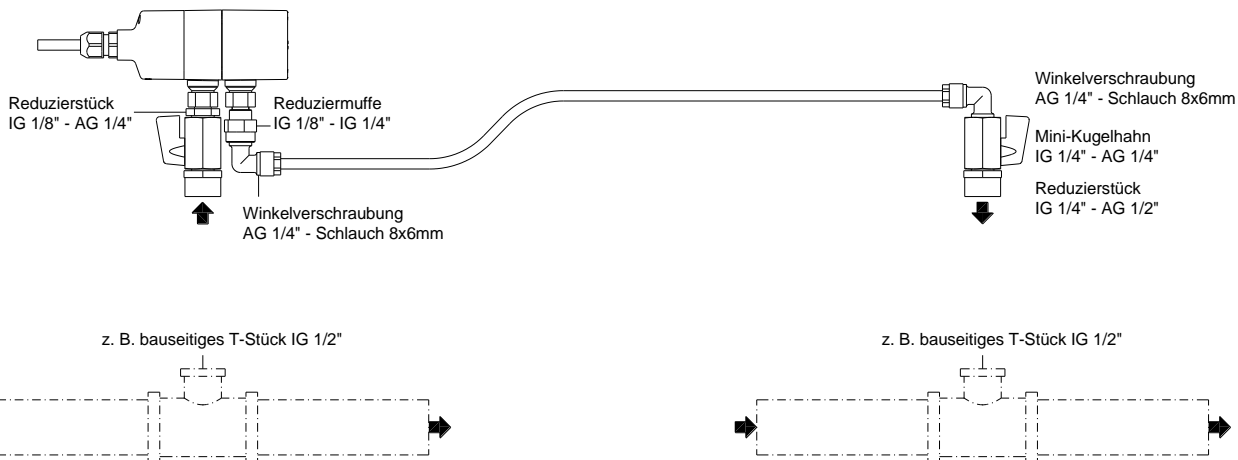 Reduzierstück
IG 1/8" - AG 1/4"
Reduziermuffe
IG 1/8" - IG 1/4"
Winkelverschraubung
AG 1/4" - Schlauch 8x6mm
Winkelverschraubung
AG 1/4" - Schlauch 8x6mm
Mini-Kugelhahn
IG 1/4" - AG 1/4"
Reduzierstück
IG 1/4" - AG 1/2"
z. B. bauseitiges T-Stück IG 1/2"
z. B. bauseitiges T-Stück IG 1/2"